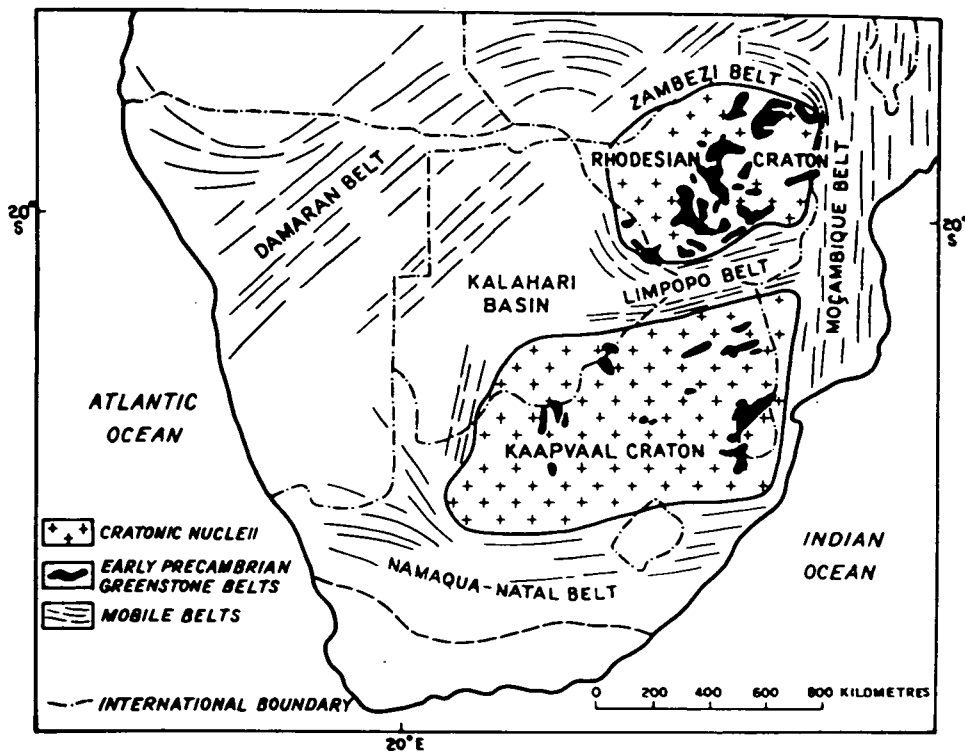 ZAMBEZI BELT
RHODESIAN CRATON
DAMARAN BELT
MOÇAMBIQUE BELT
20°
S
20°
S
KALAHARI
BASIN
LIMPOPO BELT
ATLANTIC
OCEAN
KAAPVAAL CRATON
CRATONIC NUCLEII
EARLY PRECAMBRIAN
GREENSTONE BELTS
MOBILE BELTS
INDIAN
OCEAN
NAMAQUA-NATAL BELT
INTERNATIONAL BOUNDARY
0 200 400 600 800 KILOMETRES
20°E